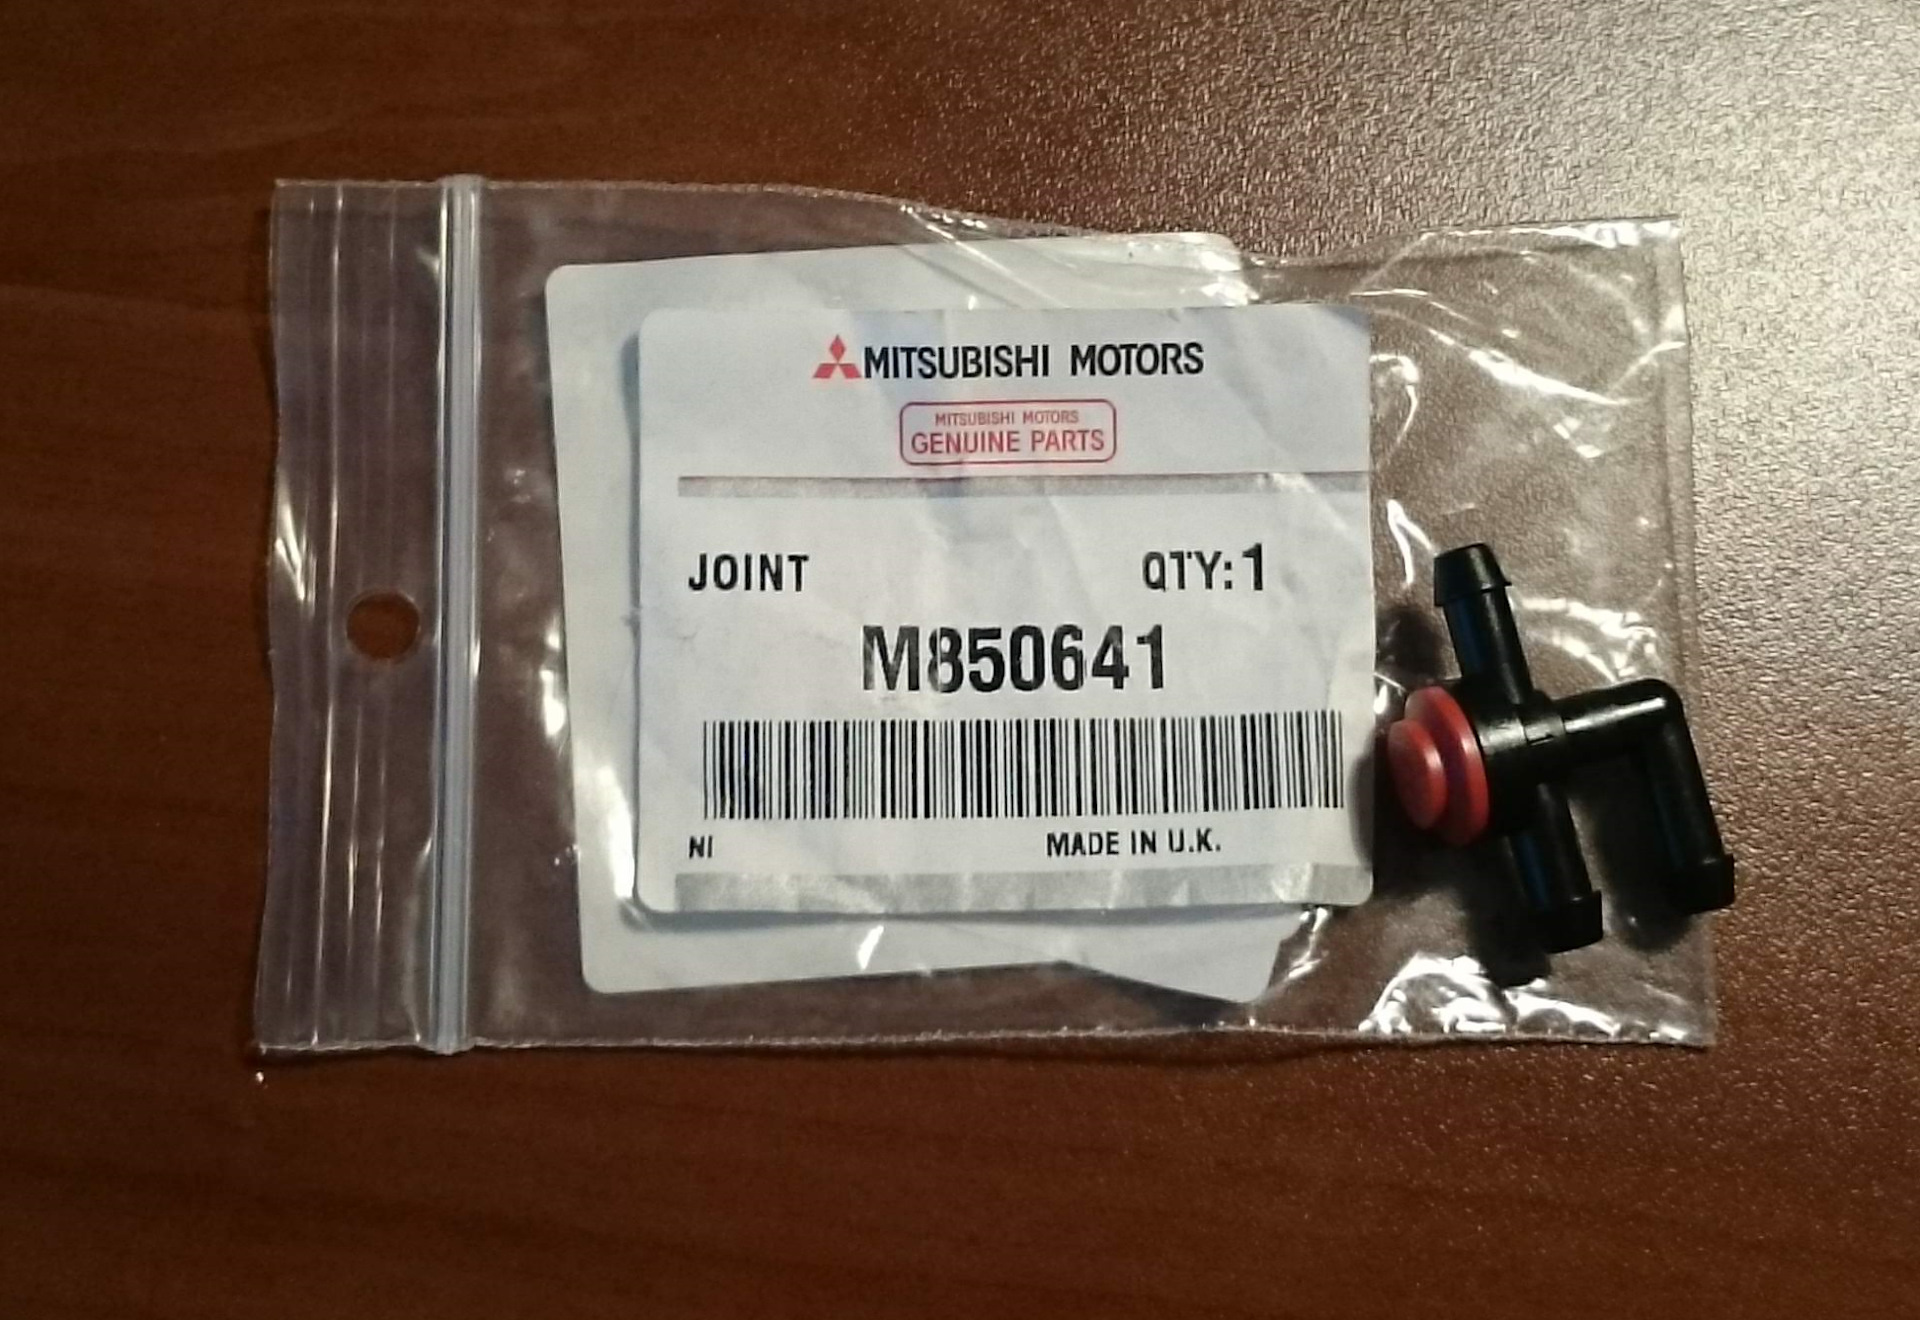 MITSUBISHI MOTORS
MITSUBISHI MOTORS
GENUINE PARTS
JOINT QTY:1
M850641
NI MADE IN U.K.